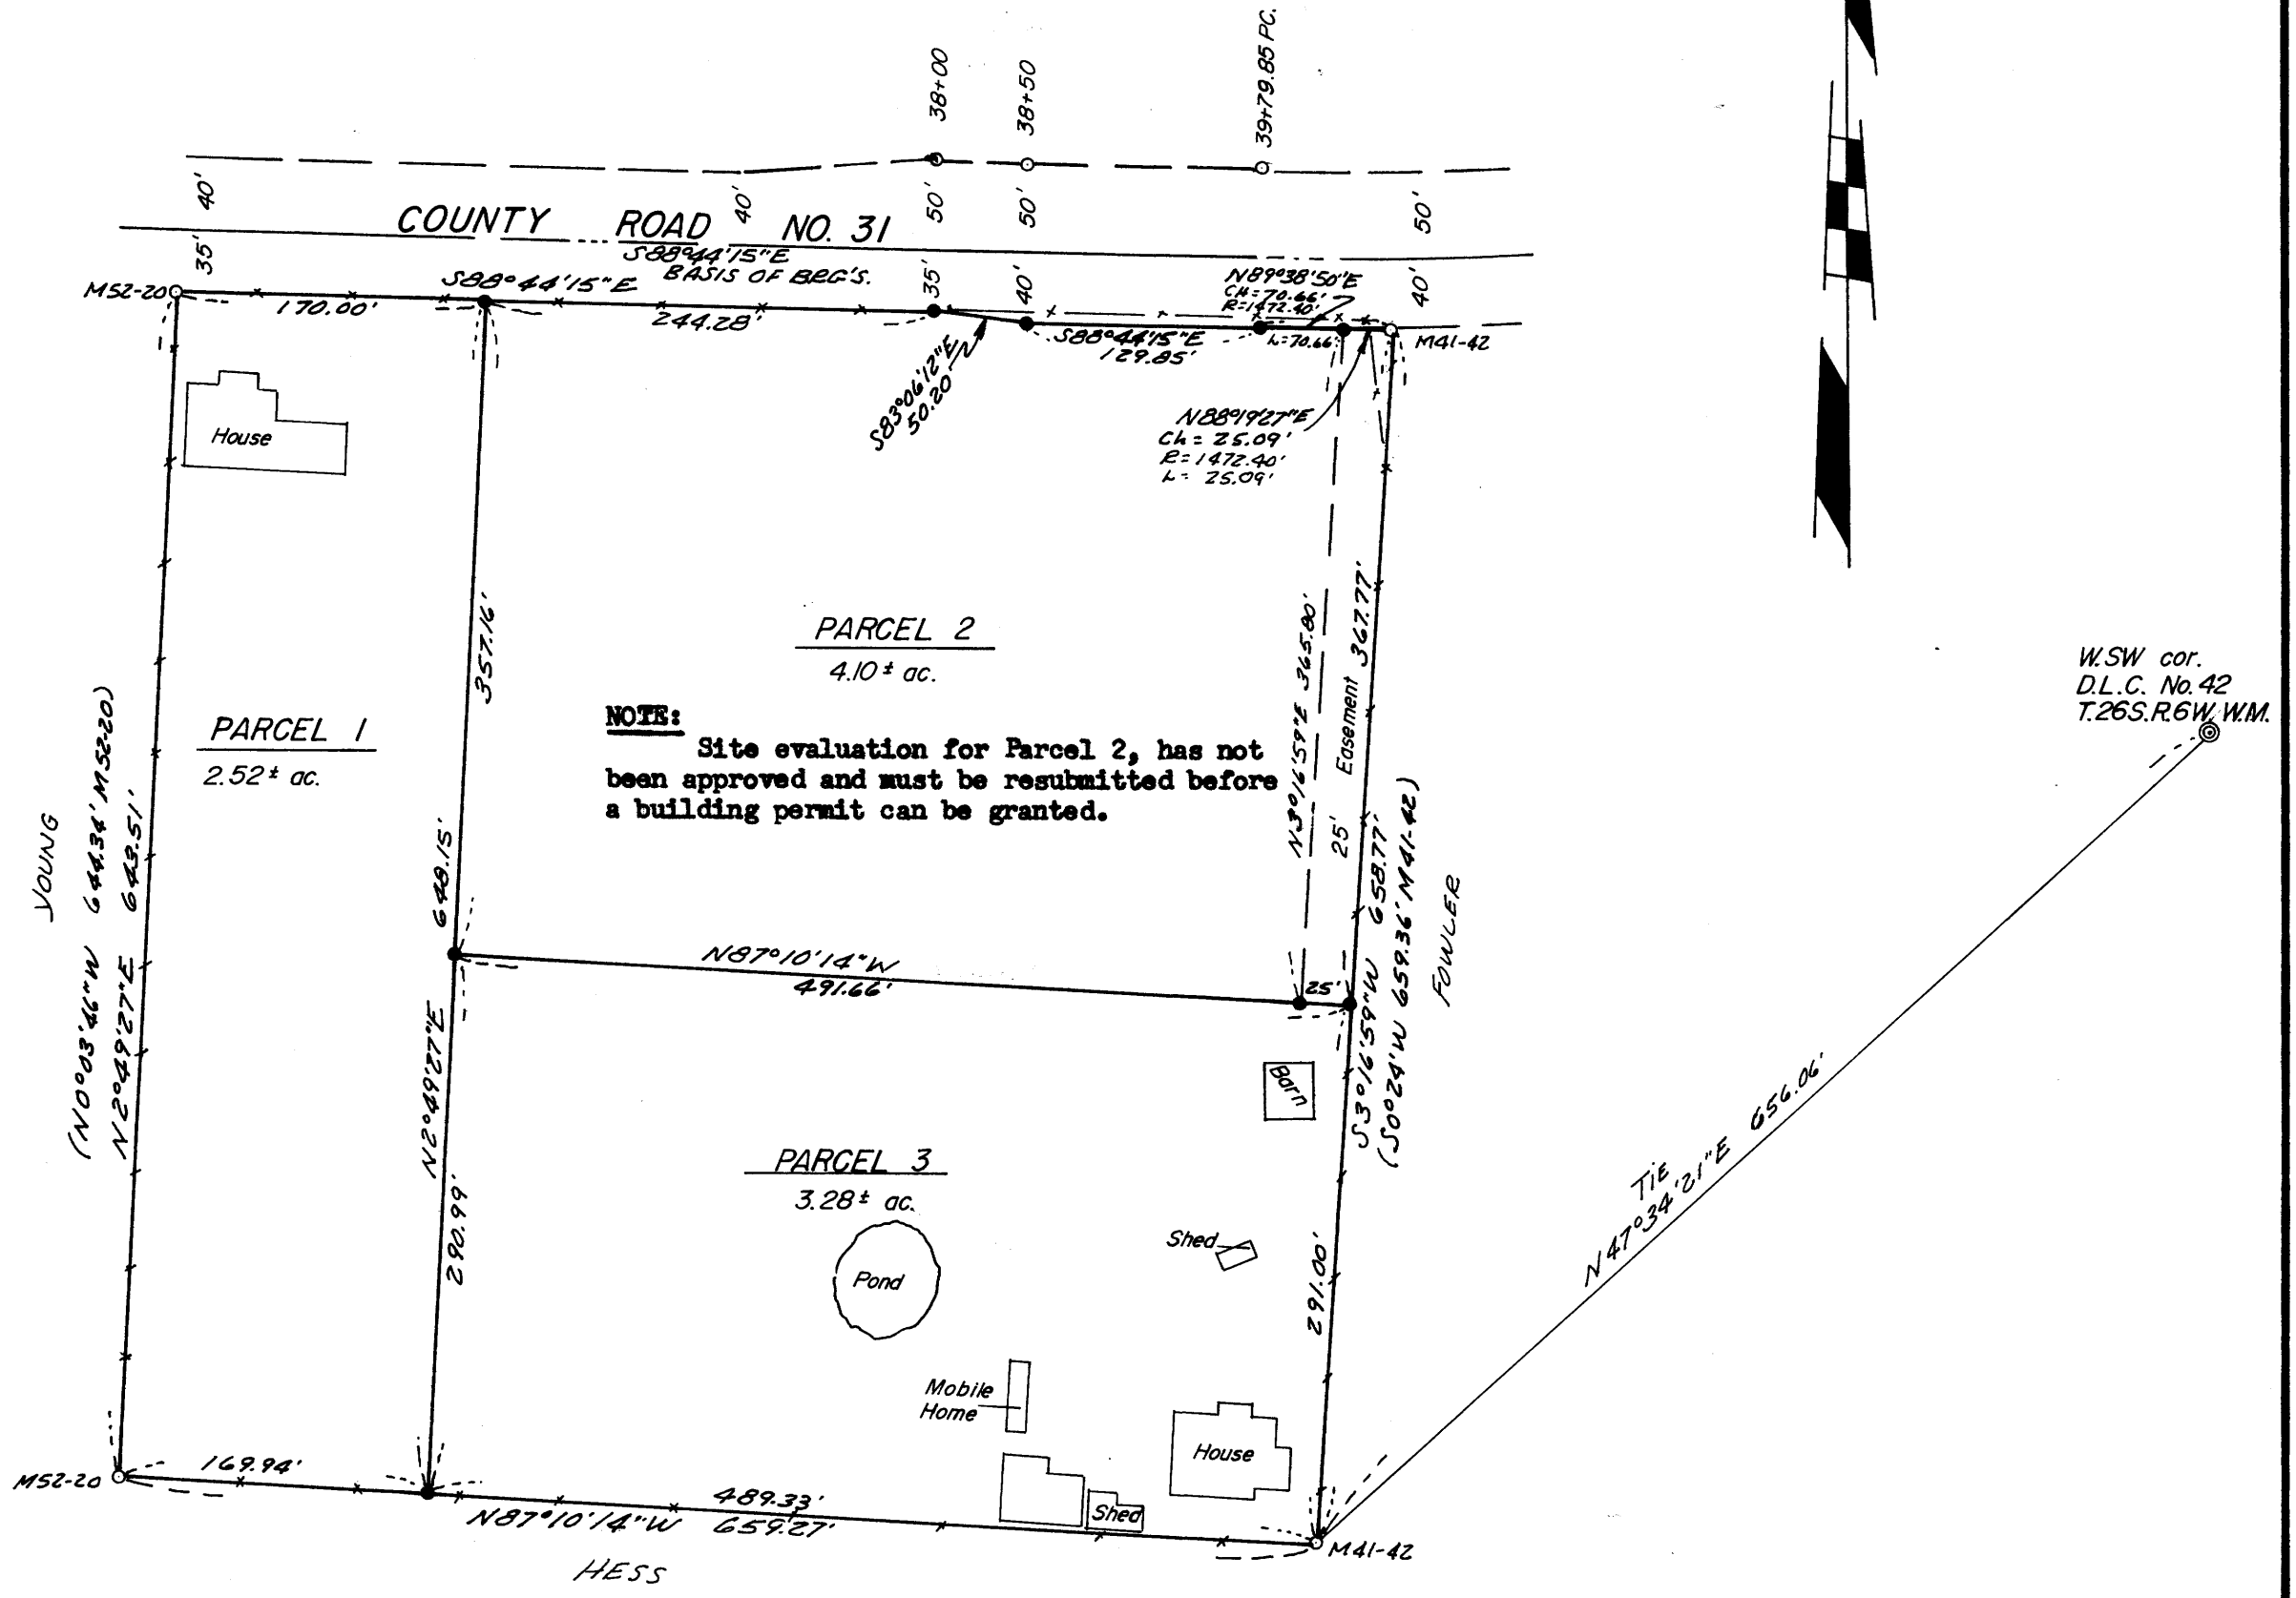 38+00
38+50
39+79.85 P.C.
40'
40'
50'
50'
50'
COUNTY ROAD NO. 31
35'
S88°44'15"E
BASIS OF BRG'S.
S88°44'15"E
35'
40'
40'
N89°38'50"E
CH=70.66'
R=1472.40'
L=70.66'
M52-20
170.00'
244.28'
S83°06'12"E
50.20
S88°44'15"E
129.85'
M41-42
N88°19'27"E
Ch = 25.09'
R=1472.40'
L= 25.09'
House
357.16'
PARCEL 2
4.10± ac.
N3°16'59"E 365.80'
25' Easement 367.77'
W.SW cor.
D.L.C. No. 42
T.26S.R.6W. W.M.
PARCEL 1
2.52± ac.
NOTE:
Site evaluation for Parcel 2, has not
been approved and must be resubmitted before
a building permit can be granted.
YOUNG
(N0°03'46"W 644.34' M52-20)
N2°49'27"E 643.51'
648.15'
N2°49'27"E
290.99'
N87°10'14"W
491.66'
25'
S3°16'59"W 658.77'
(S0°24'W 659.36' M41-42)
FOWLER
Barn
PARCEL 3
3.28± ac.
Pond
Shed
291.00'
TIE
N47°34'21"E 656.06'
Mobile
Home
House
Shed
M52-20
169.94'
489.33'
N87°10'14"W 659.27'
M41-42
HESS